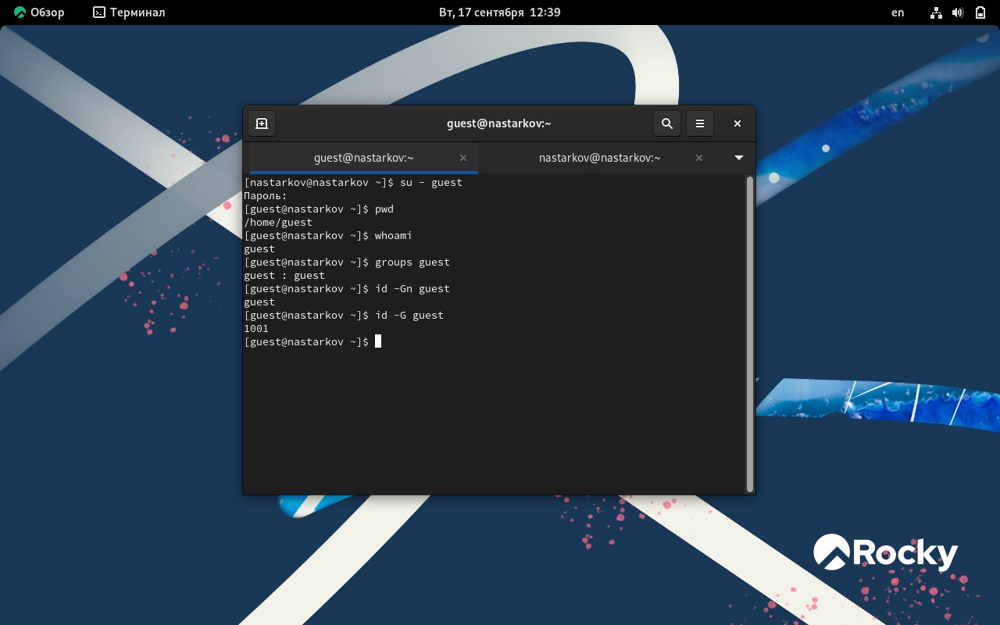 Обзор Терминал Вт, 17 сентября 12:39 en
guest@nastarkov:~
guest@nastarkov:~ nastarkov@nastarkov:~
[nastarkov@nastarkov ~]$ su - guest
Пароль:
[guest@nastarkov ~]$ pwd
/home/guest
[guest@nastarkov ~]$ whoami
guest
[guest@nastarkov ~]$ groups guest
guest : guest
[guest@nastarkov ~]$ id -Gn guest
guest
[guest@nastarkov ~]$ id -G guest
1001
[guest@nastarkov ~]$
Rocky